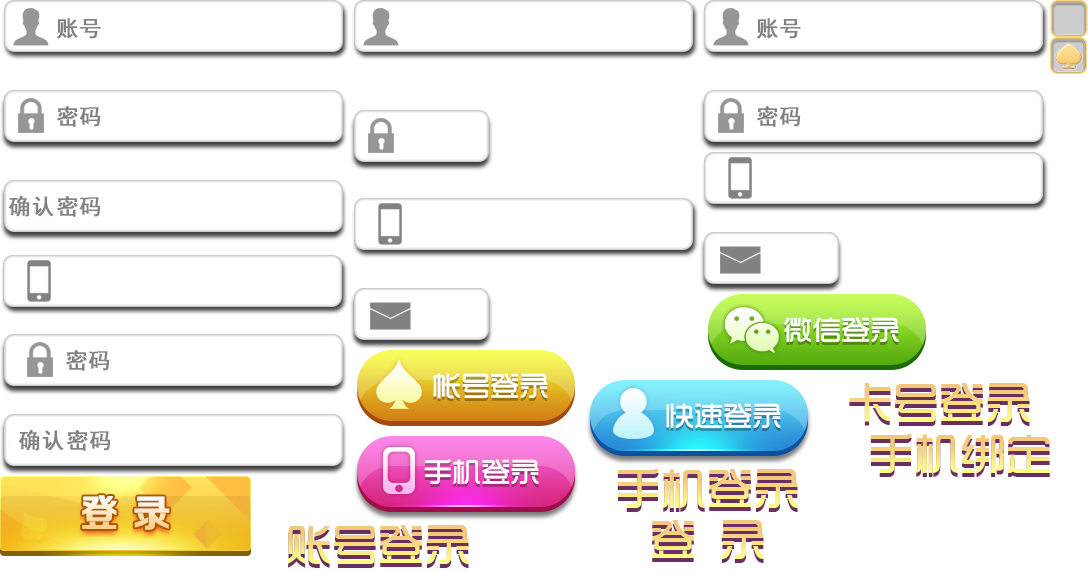 账号
账号
密码
密码
确认密码
微信登录
密码
帐号登录
快速登录
卡号登录
确认密码
手机登录
手机绑定
手机登录
登录
账号登录
登 录